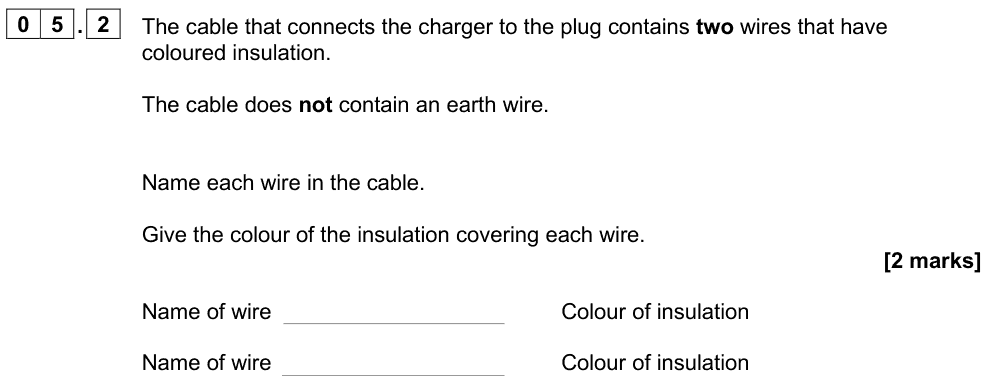 0 5 . 2 The cable that connects the charger to the plug contains two wires that have
coloured insulation.
The cable does not contain an earth wire.
Name each wire in the cable.
Give the colour of the insulation covering each wire.
[2 marks]
Name of wire Colour of insulation
Name of wire Colour of insulation